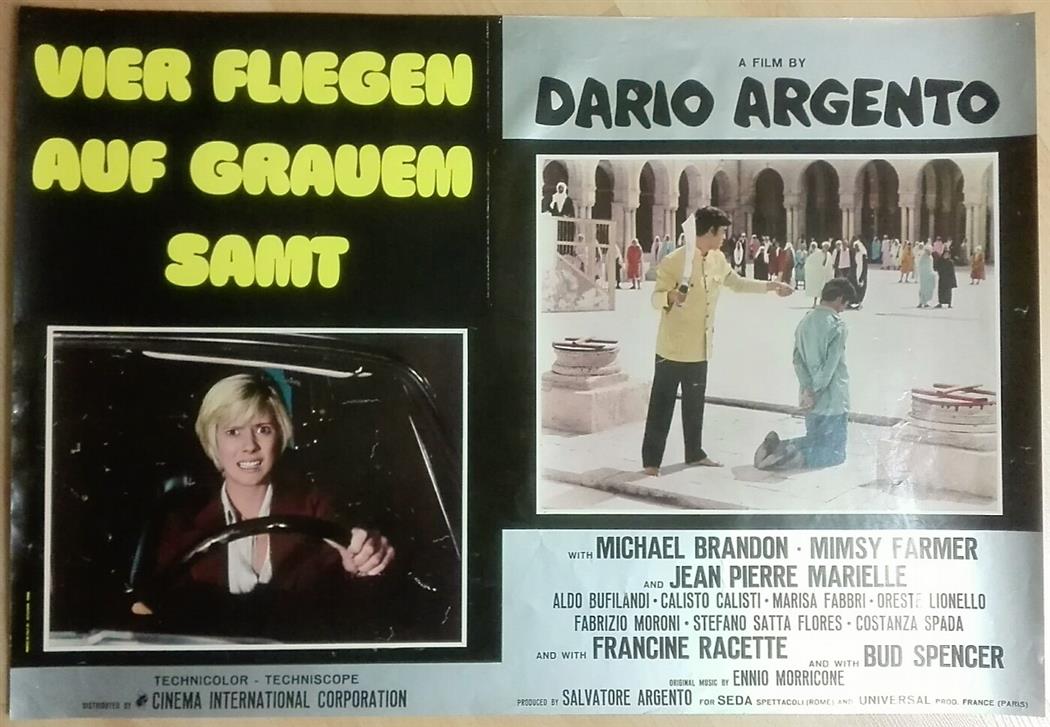 VIER FLIEGEN
AUF GRAUEM
SAMT
TECHNICOLOR - TECHNISCOPE
DISTRIBUTED BY CINEMA INTERNATIONAL CORPORATION
A FILM BY
DARIO ARGENTO
WITH MICHAEL BRANDON · MIMSY FARMER
AND JEAN PIERRE MARIELLE
ALDO BUFILANDI · CALISTO CALISTI · MARISA FABBRI · ORESTE LIONELLO
FABRIZIO MORONI · STEFANO SATTA FLORES · COSTANZA SPADA
AND WITH FRANCINE RACETTE AND WITH BUD SPENCER
ORIGINAL MUSIC BY ENNIO MORRICONE
PRODUCED BY SALVATORE ARGENTO FOR SEDA SPETTACOLI (ROME) AND UNIVERSAL PROD. FRANCE (PARIS)